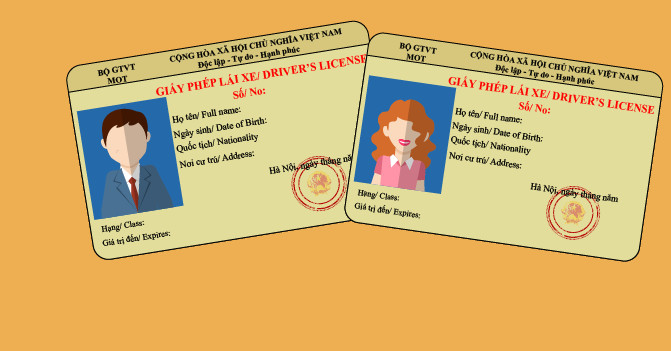 BỘ GTVT
MOT
CỘNG HÒA XÃ HỘI CHỦ NGHĨA VIỆT NAM
Độc lập - Tự do - Hạnh phúc
GIẤY PHÉP LÁI XE/ DRIVER'S LICENSE
Số/ No:
Họ tên/ Full name:
Ngày sinh/ Date of Birth:
Quốc tịch/ Nationality
Nơi cư trú/ Address:
Hà Nội, ngày tháng nă
Hạng/ Class:
Giá trị đến/ Expires:
BỘ GTVT
MOT
CỘNG HÒA XÃ HỘI CHỦ NGHĨA VIỆT NAM
Độc lập - Tự do - Hạnh phúc
GIẤY PHÉP LÁI XE/ DRIVER'S LICENSE
Số/ No:
Họ tên/ Full name:
Ngày sinh/ Date of Birth:
Quốc tịch/ Nationality
Nơi cư trú/ Address:
Hà Nội, ngày tháng năm
Hạng/ Class:
Giá trị đến/ Expires: